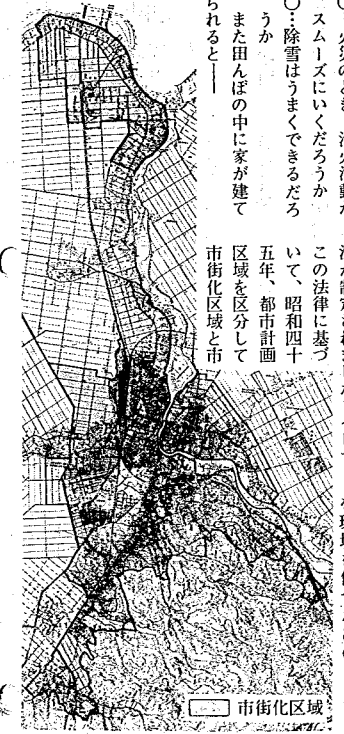 スムーズにいくだろうか
〇…除雪はうまくできるだろ
うか
また田んぼの中に家が建て
られると――
この法律に基づ
いて、昭和四十
五年、都市計画
区域を区分して
市街化区域と市
市街化区域